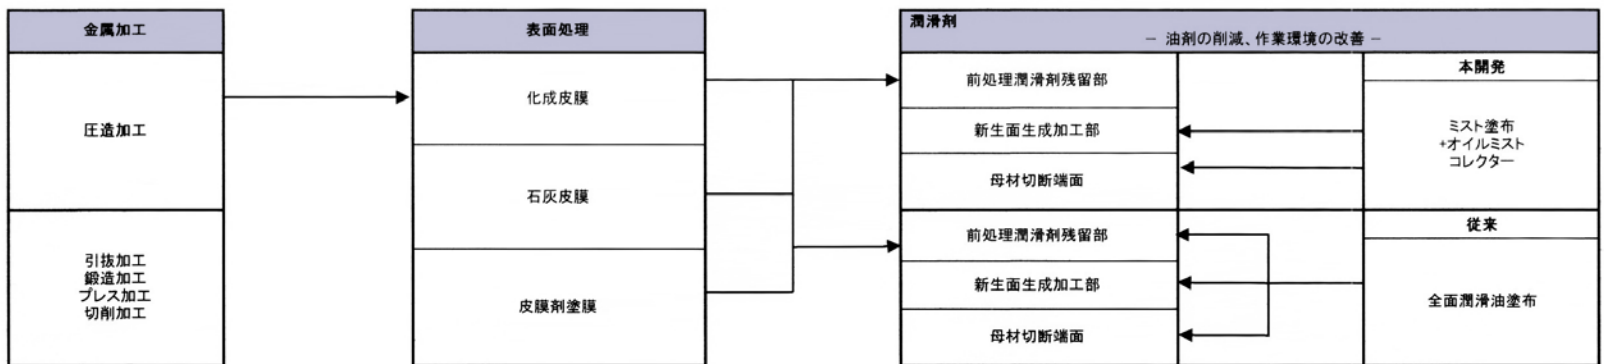 金属加工
圧造加工
引抜加工
鍛造加工
プレス加工
切削加工
表面処理
化成皮膜
石灰皮膜
皮膜剤塗膜
潤滑剤
― 油剤の削減、作業環境の改善 ―
前処理潤滑剤残留部
新生面生成加工部
母材切断端面
本開発
ミスト塗布
+オイルミスト
コレクター
前処理潤滑剤残留部
新生面生成加工部
母材切断端面
従来
全面潤滑油塗布